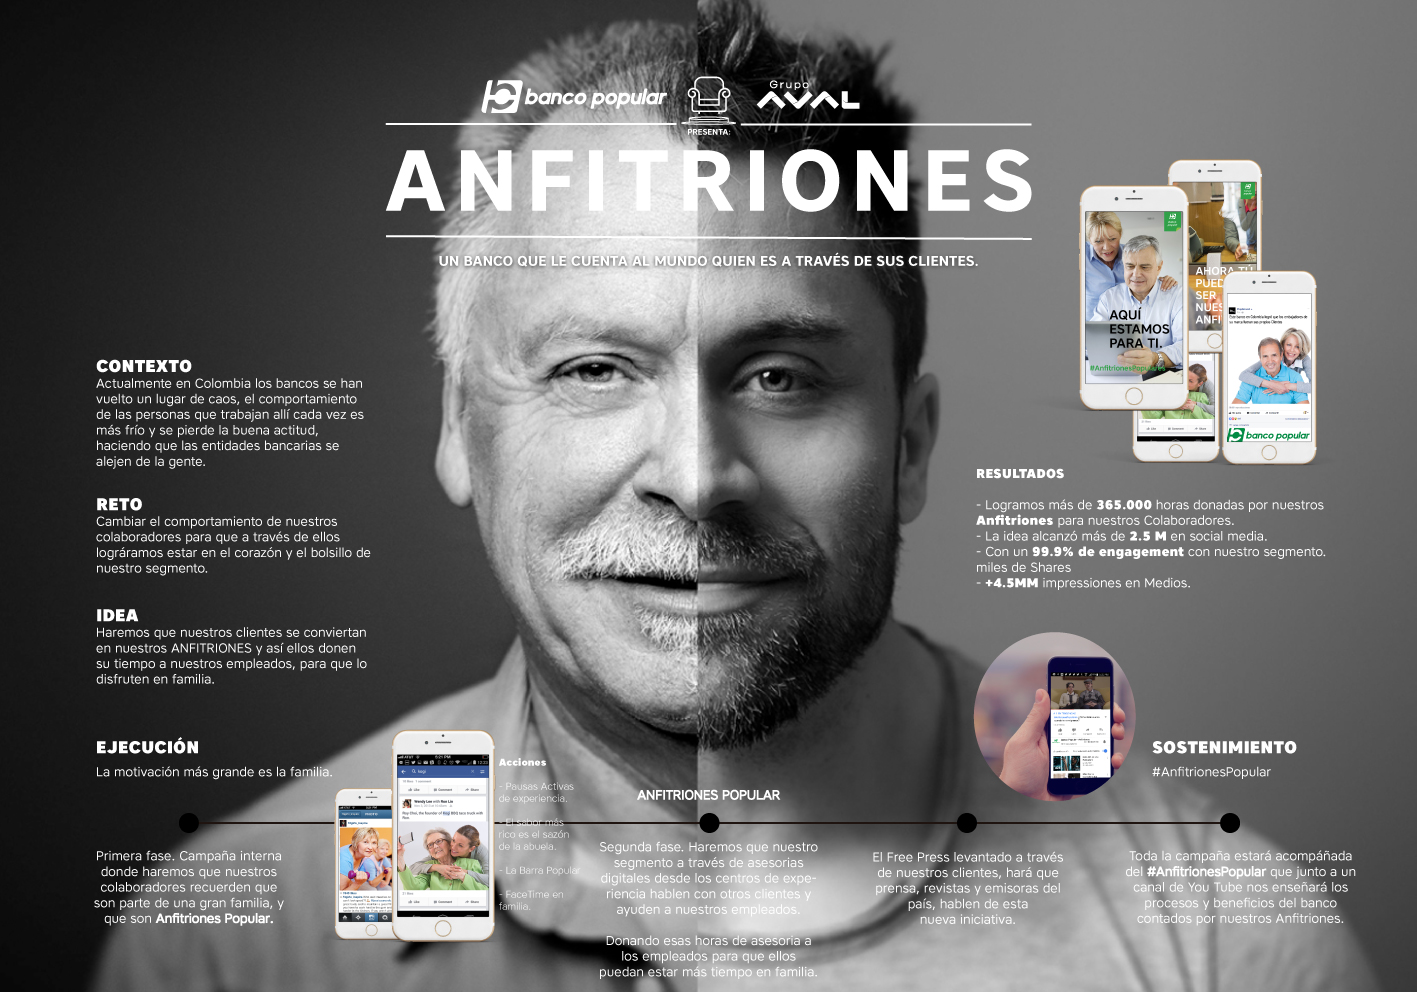 banco popular
Grupo
AVAL
PRESENTA:
ANFITRIONES
UN BANCO QUE LE CUENTA AL MUNDO QUIEN ES A TRAVÉS DE SUS CLIENTES.
CONTEXTO
Actualmente en Colombia los bancos se han
vuelto un lugar de caos, el comportamiento
de las personas que trabajan allí cada vez es
más frío y se pierde la buena actitud,
haciendo que las entidades bancarias se
alejen de la gente.
RETO
Cambiar el comportamiento de nuestros
colaboradores para que a través de ellos
lográramos estar en el corazón y el bolsillo de
nuestro segmento.
IDEA
Haremos que nuestros clientes se conviertan
en nuestros ANFITRIONES y así ellos donen
su tiempo a nuestros empleados, para que lo
disfruten en familia.
EJECUCIÓN
La motivación más grande es la familia.
Primera fase. Campaña interna
donde haremos que nuestros
colaboradores recuerden que
son parte de una gran familia, y
que son Anfitriones Popular.
Acciones
- Pausas Activas
de experiencia.
- El sabor más
rico es el sazón
de la abuela.
- La Barra Popular
- FaceTime en
familia.
ANFITRIONES POPULAR
Segunda fase. Haremos que nuestro
segmento a través de asesorias
digitales desde los centros de expe-
riencia hablen con otros clientes y
ayuden a nuestros empleados.
Donando esas horas de asesoria a
los empleados para que ellos
puedan estar más tiempo en familia.
El Free Press levantado a través
de nuestros clientes, hará que
prensa, revistas y emisoras del
país, hablen de esta
nueva iniciativa.
AQUÍ
ESTAMOS
PARA TI.
#AnfitrionesPopulares
AHORA TU
PUED
SER
NUES
ANFI
banco popular
RESULTADOS
- Logramos más de 365.000 horas donadas por nuestros
Anfitriones para nuestros Colaboradores.
- La idea alcanzó más de 2.5 M en social media.
- Con un 99.9% de engagement con nuestro segmento.
miles de Shares
- +4.5MM impressiones en Medios.
SOSTENIMIENTO
#AnfitrionesPopular
Toda la campaña estará acompáñada
del #AnfitrionesPopular que junto a un
canal de You Tube nos enseñará los
procesos y beneficios del banco
contados por nuestros Anfitriones.